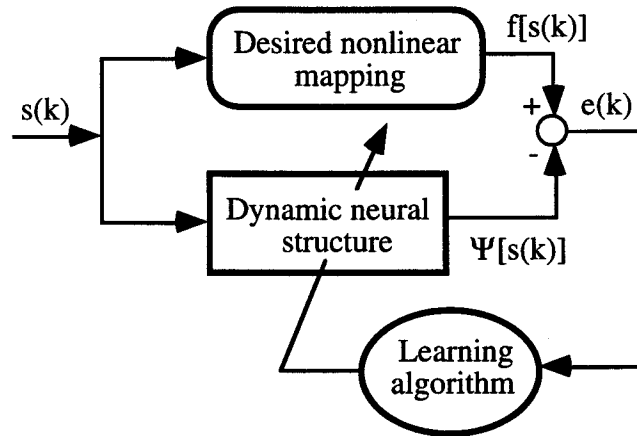 Desired nonlinear
mapping
f[s(k)]
s(k)
+
e(k)
-
Dynamic neural
structure
Ψ[s(k)]
Learning
algorithm